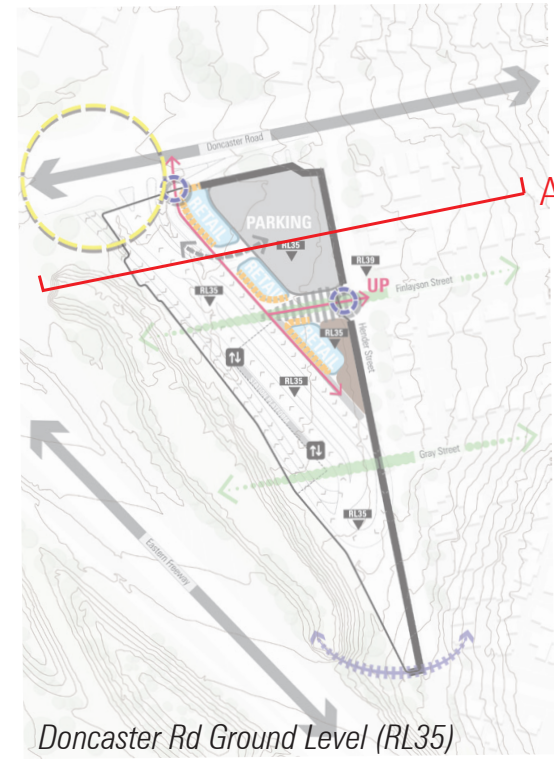 Doncaster Road
A
RETAIL
PARKING
RL35
RETAIL
RL39
RL35
UP
Finlayson Street
RETAIL
RL35
Hender Street
RL35
Gray Street
RL35
Eastern Freeway
Doncaster Rd Ground Level (RL35)